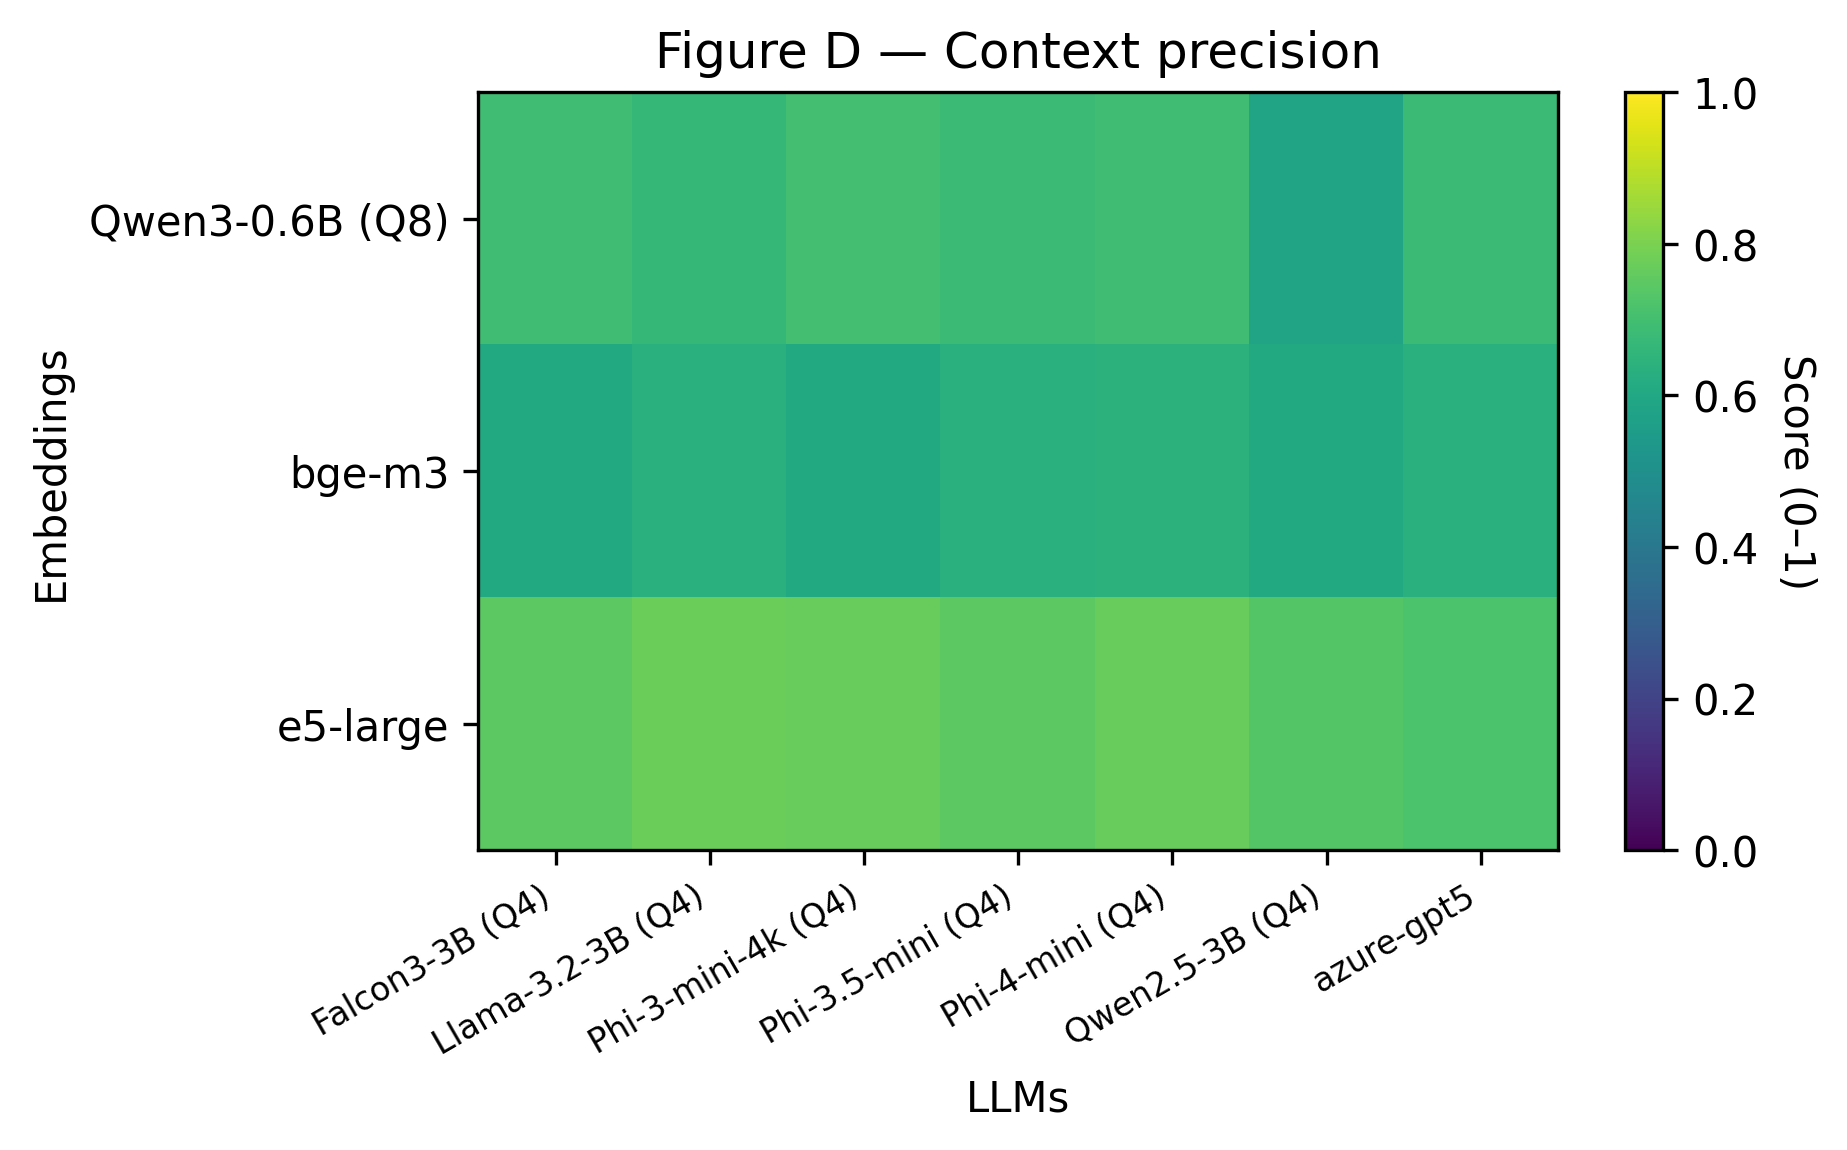 Figure D — Context precision
Embeddings
Qwen3-0.6B (Q8)
bge-m3
e5-large
Falcon3-3B (Q4)
Llama-3.2-3B (Q4)
Phi-3-mini-4k (Q4)
Phi-3.5-mini (Q4)
Phi-4-mini (Q4)
Qwen2.5-3B (Q4)
azure-gpt5
LLMs
1.0
0.8
0.6
0.4
0.2
0.0
Score (0–1)